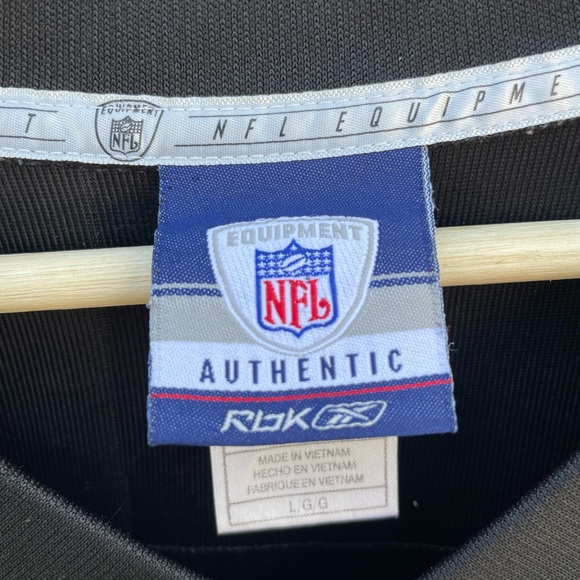 T EQUIPMENT NFL NFL EQUIPME
EQUIPMENT
NFL
AUTHENTIC
RbK
MADE IN VIETNAM
HECHO EN VIETNAM
FABRIQUE EN VIETNAM
L/G/G